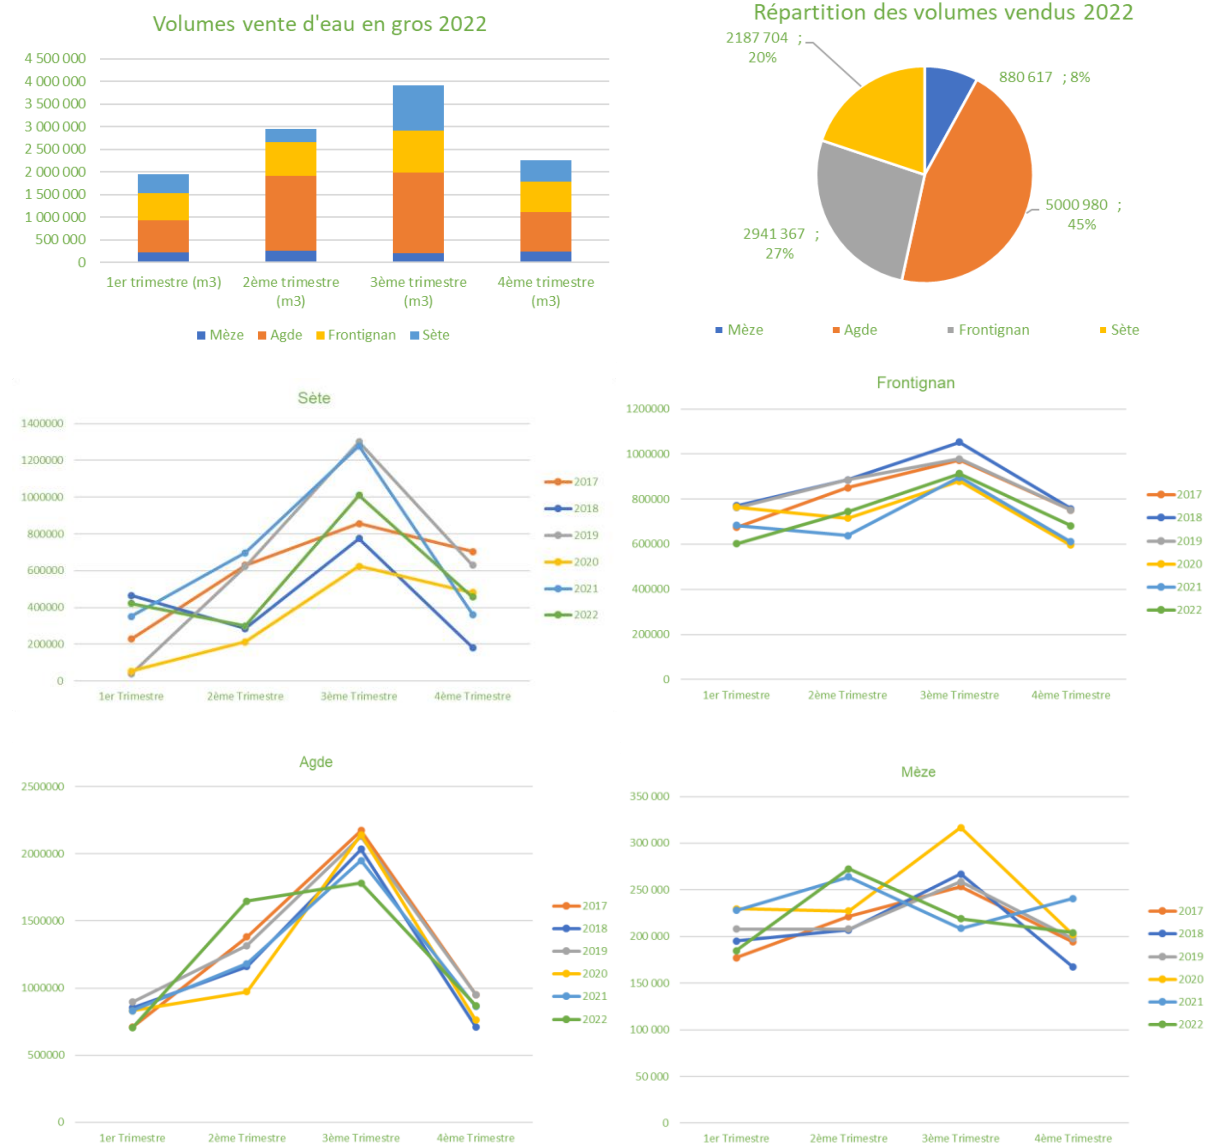 Volumes vente d'eau en gros 2022
4 500 000
4 000 000
3 500 000
3 000 000
2 500 000
2 000 000
1 500 000
1 000 000
500 000
0
1er trimestre (m3)
2ème trimestre
(m3)
3ème trimestre
(m3)
4ème trimestre
(m3)
Mèze Agde Frontignan Sète
Répartition des volumes vendus 2022
2187 704 ;
20%
880 617 ; 8%
5000 980 ;
45%
2941 367 ;
27%
Mèze Agde Frontignan Sète
Sète
1400000
1200000
1000000
800000
600000
400000
200000
0
1er Trimestre 2ème Trimestre 3ème Trimestre 4ème Trimestre
2017
2018
2019
2020
2021
2022
Frontignan
1200000
1000000
800000
600000
400000
200000
0
1er Trimestre 2ème Trimestre 3ème Trimestre 4ème Trimestre
2017
2018
2019
2020
2021
2022
Agde
2500000
2000000
1500000
1000000
500000
0
1er Trimestre 2ème Trimestre 3ème Trimestre 4ème Trimestre
2017
2018
2019
2020
2021
2022
Mèze
350 000
300 000
250 000
200 000
150 000
100 000
50 000
0
1er Trimestre 2ème Trimestre 3ème Trimestre 4ème Trimestre
2017
2018
2019
2020
2021
2022